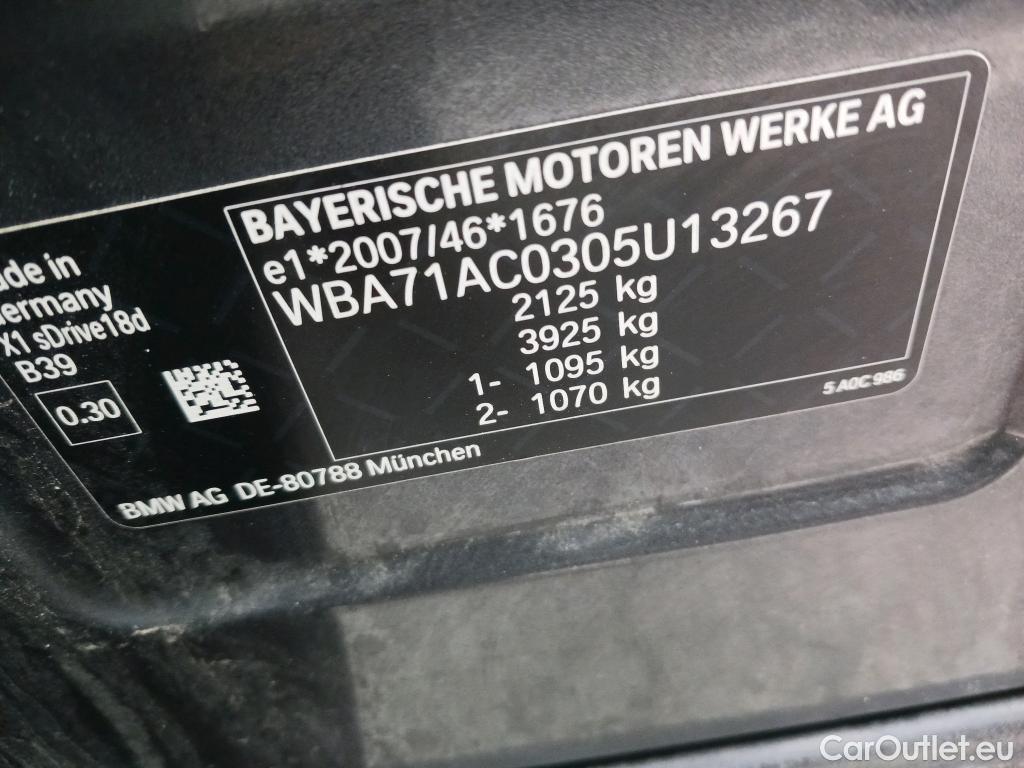 BAYERISCHE MOTOREN WERKE AG
e1*2007/46*1676
WBA71AC0305U13267
2125 kg
3925 kg
1- 1095 kg
2- 1070 kg
5 A0C 986
in
X1 sDrive18d
B39
0.30
BMW AG DE-80788 München
CarOutlet.eu